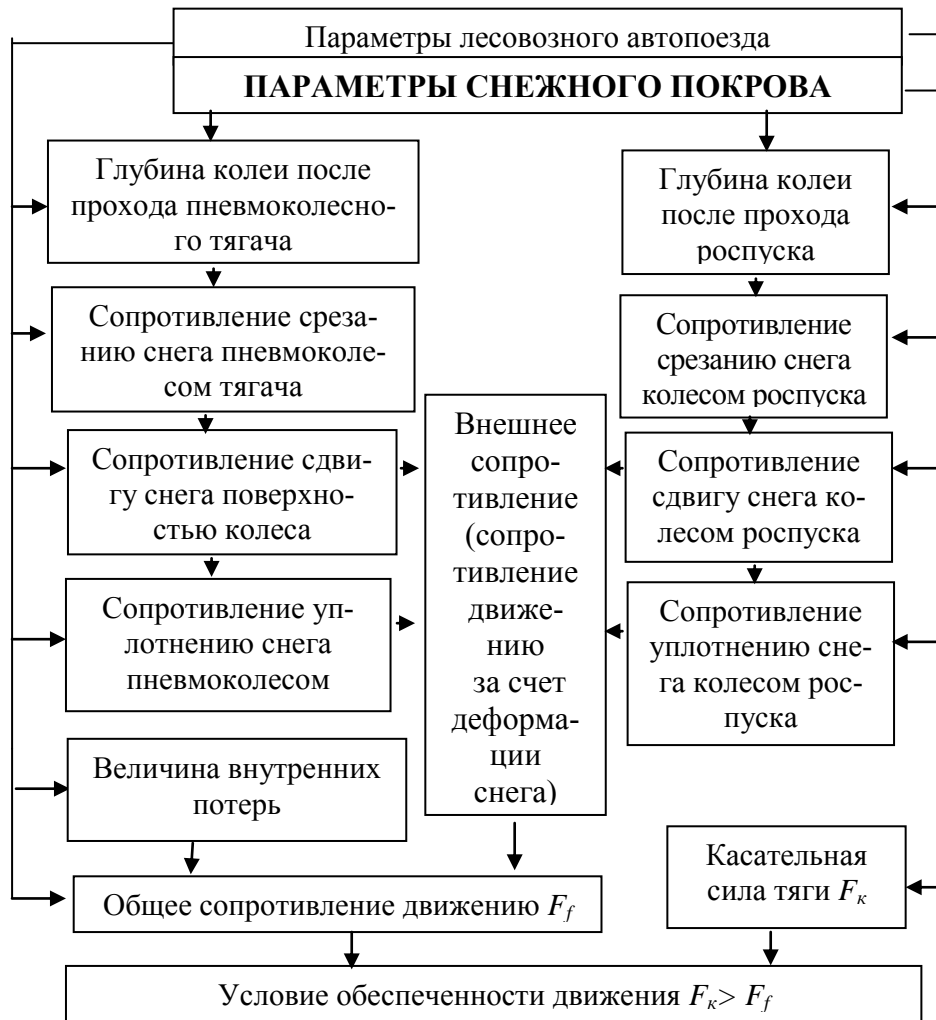 Параметры лесовозного автопоезда
ПАРАМЕТРЫ СНЕЖНОГО ПОКРОВА
Глубина колеи после
прохода пневмоколесно-
го тягача
Глубина колеи
после прохода
роспуска
Сопротивление среза-
нию снега пневмоколе-
сом тягача
Сопротивление
срезанию снега
колесом роспуска
Сопротивление сдви-
гу снега поверхно-
стью колеса
Внешнее
сопро-
тивление
(сопро-
тивление
движе-
нию
за счет
деформа-
ции
снега)
Сопротивление
сдвигу снега ко-
лесом роспуска
Сопротивление уп-
лотнению снега
пневмоколесом
Сопротивление
уплотнению сне-
га колесом рос-
пуска
Величина внутренних
потерь
Касательная
сила тяги Fк
Общее сопротивление движению Ff
Условие обеспеченности движения Fк> Ff